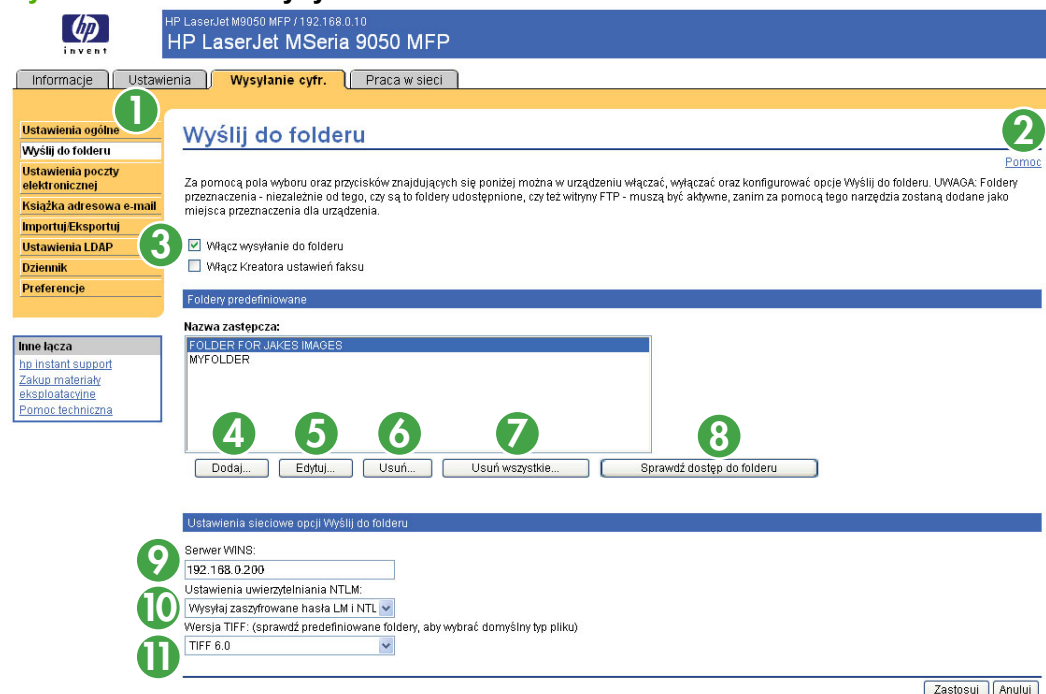 hp
invent
HP LaserJet M9050 MFP / 192.168.0.10
HP LaserJet MSeria 9050 MFP
Informacje
Ustawienia
Wysyłanie cyfr.
Praca w sieci
1
Ustawienia ogólne
Wyślij do folderu
Ustawienia poczty
elektronicznej
Książka adresowa e-mail
Importuj/Eksportuj
Ustawienia LDAP
Dziennik
Preferencje
Inne łącza
hp instant support
Zakup materiały
eksploatacyjne
Pomoc techniczna
Wyślij do folderu
2
Pomoc
Za pomocą pola wyboru oraz przycisków znajdujących się poniżej można w urządzeniu włączać, wyłączać oraz konfigurować opcje Wyślij do folderu. UWAGA: Foldery
przeznaczenia - niezależnie od tego, czy są to foldery udostępnione, czy też witryny FTP - muszą być aktywne, zanim za pomocą tego narzędzia zostaną dodane jako
miejsca przeznaczenia dla urządzenia.
3
Włącz wysyłanie do folderu
Włącz Kreatora ustawień faksu
Foldery predefiniowane
Nazwa zastępcza:
FOLDER FOR JAKES IMAGES
MYFOLDER
4
5
6
7
8
Dodaj...
Edytuj...
Usuń...
Usuń wszystkie...
Sprawdź dostęp do folderu
Ustawienia sieciowe opcji Wyślij do folderu
9
Serwer WINS:
192.168.0.200
Ustawienia uwierzytelniania NTLM:
10
Wysyłaj zaszyfrowane hasła LM i NTL
Wersja TIFF: (sprawdź predefiniowane foldery, aby wybrać domyślny typ pliku)
11
TIFF 6.0
Zastosuj
Anuluj